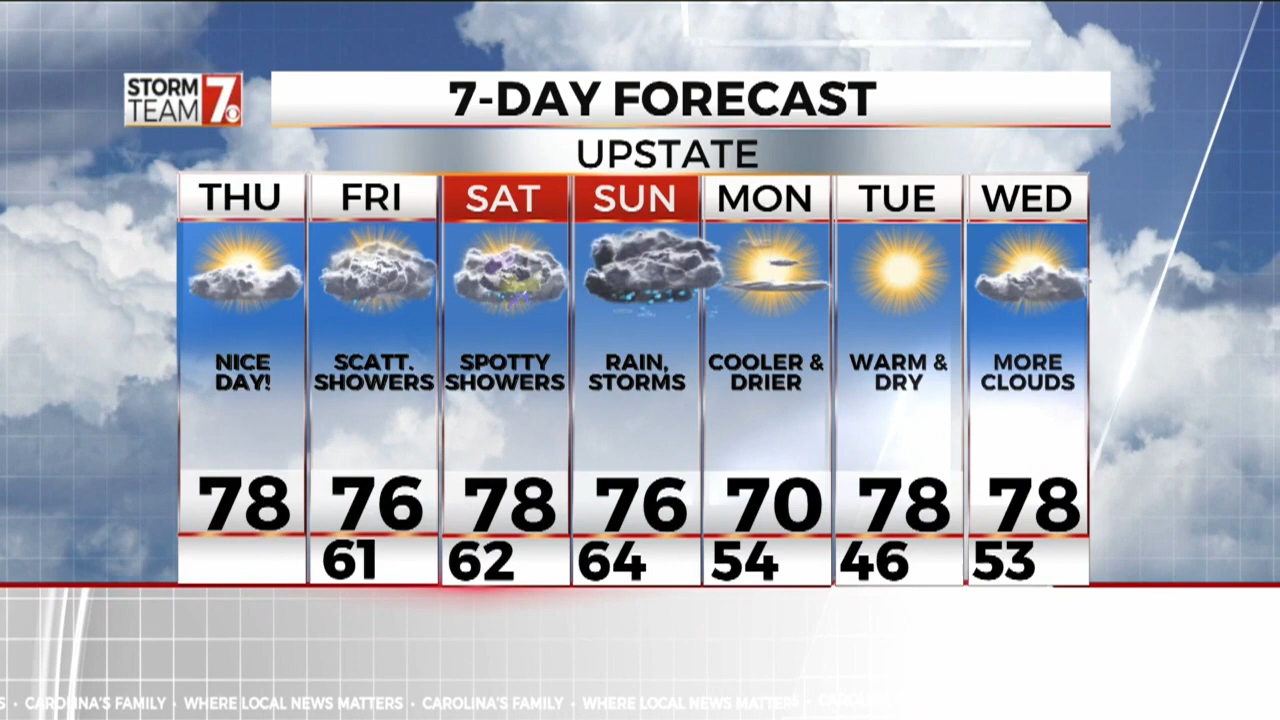 STORM
TEAM 7
7-DAY FORECAST
UPSTATE
THU FRI SAT SUN MON TUE WED
NICE
DAY!
SCATT.
SHOWERS
SPOTTY
SHOWERS
RAIN,
STORMS
COOLER &
DRIER
WARM &
DRY
MORE
CLOUDS
78 76 78 76 70 78 78
61 62 64 54 46 53
S • CAROLINA'S FAMILY • WHERE LOCAL NEWS MATTERS • CAROLINA'S FAMILY • WHERE LOCAL NEWS MATTERS